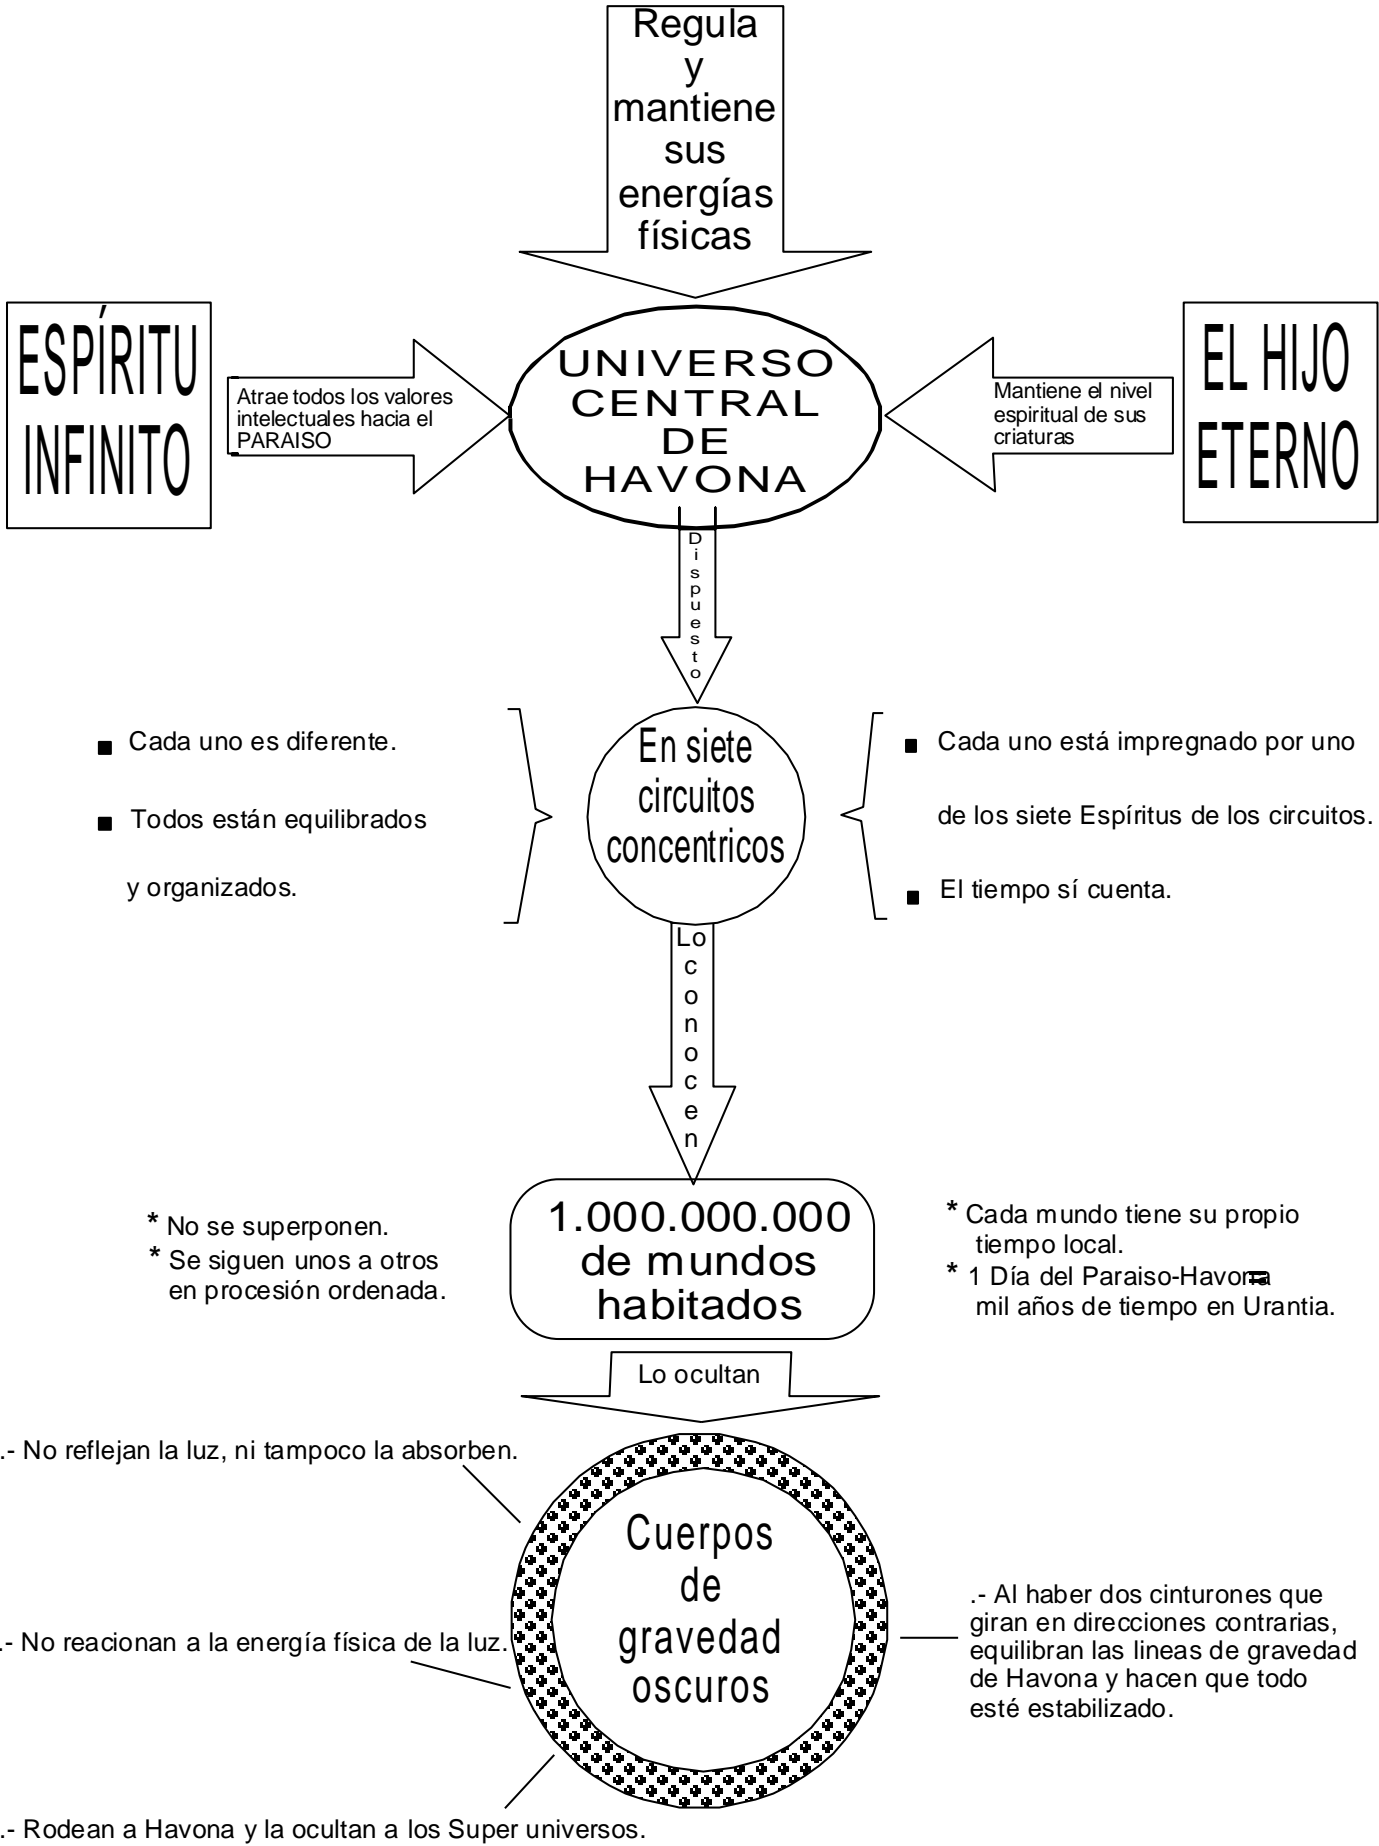 Regula
y
mantiene
sus
energías
físicas
ESPÍRITU
INFINITO
Atrae todos los valores
intelectuales hacia el
PARAISO
UNIVERSO
CENTRAL
DE
HAVONA
Mantiene el nivel
espiritual de sus
criaturas
EL HIJO
ETERNO
Dispuesto
Cada uno es diferente.
Todos están equilibrados
y organizados.
En siete
circuitos
concentricos
Cada uno está impregnado por uno
de los siete Espíritus de los circuitos.
El tiempo sí cuenta.
Lo conocen
* No se superponen.
* Se siguen unos a otros
en procesión ordenada.
1.000.000.000
de mundos
habitados
* Cada mundo tiene su propio
tiempo local.
* 1 Día del Paraiso-Havona =
mil años de tiempo en Urantia.
Lo ocultan
.- No reflejan la luz, ni tampoco la absorben.
.- No reacionan a la energía física de la luz.
.- Rodean a Havona y la ocultan a los Super universos.
Cuerpos
de
gravedad
oscuros
.- Al haber dos cinturones que
giran en direcciones contrarias,
equilibran las lineas de gravedad
de Havona y hacen que todo
esté estabilizado.